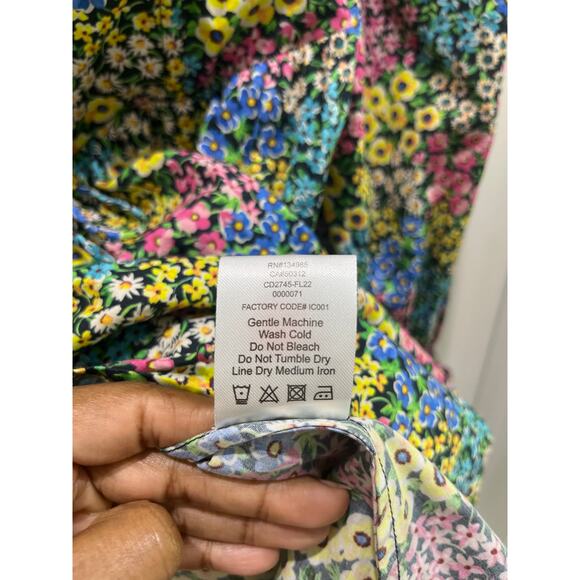 RN#134985
CA#50312
CD2745-FL22
0000071
FACTORY CODE# IC001
Gentle Machine
Wash Cold
Do Not Bleach
Do Not Tumble Dry
Line Dry Medium Iron